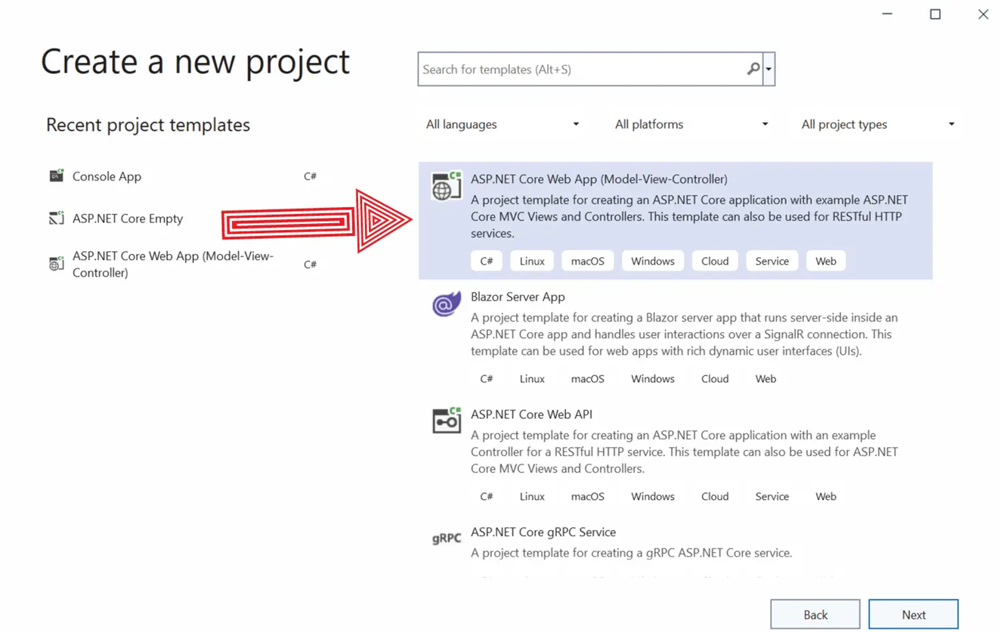 Create a new project
Search for templates (Alt+S)
Recent project templates
All languages
All platforms
All project types
Console App
C#
ASP.NET Core Empty
ASP.NET Core Web App (Model-View-
Controller)
C#
ASP.NET Core Web App (Model-View-Controller)
A project template for creating an ASP.NET Core application with example ASP.NET
Core MVC Views and Controllers. This template can also be used for RESTful HTTP
services.
C# Linux macOS Windows Cloud Service Web
Blazor Server App
A project template for creating a Blazor server app that runs server-side inside an
ASP.NET Core app and handles user interactions over a SignalR connection. This
template can be used for web apps with rich dynamic user interfaces (UIs).
C# Linux macOS Windows Cloud Web
ASP.NET Core Web API
A project template for creating an ASP.NET Core application with an example
Controller for a RESTful HTTP service. This template can also be used for ASP.NET
Core MVC Views and Controllers.
C# Linux macOS Windows Cloud Service Web
gRPC
ASP.NET Core gRPC Service
A project template for creating a gRPC ASP.NET Core service.
Back
Next